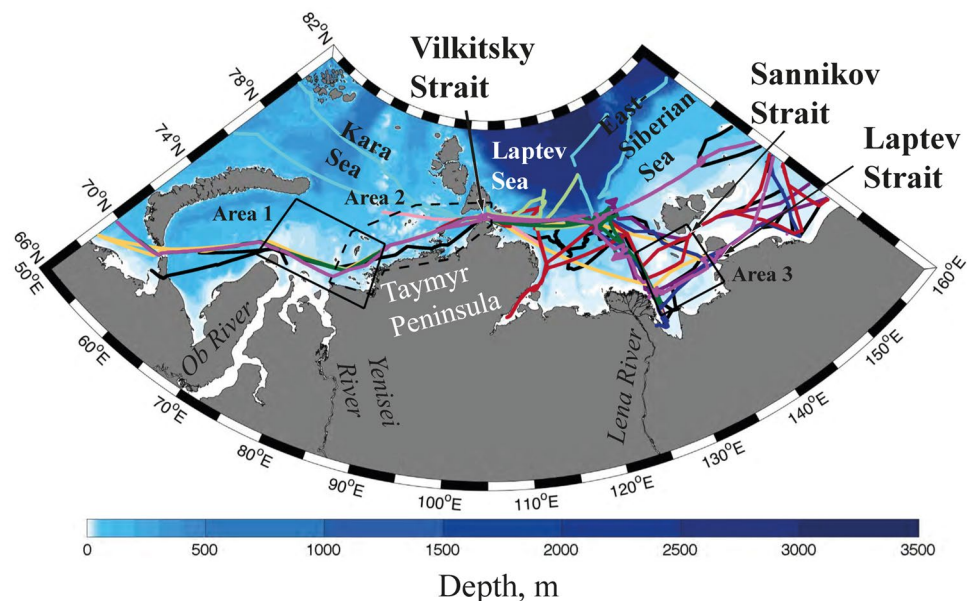 82°N
78°N
74°N
70°N
66°N
50°E
60°E
70°E
80°E
90°E
100°E
110°E
120°E
130°E
140°E
150°E
160°E
Vilkitsky
Strait
Sannikov
Strait
Laptev
Strait
Kara
Sea
Laptev
Sea
East-
Siberian
Sea
Area 1
Area 2
Area 3
Taymyr
Peninsula
Ob River
Yenisei
River
Lena River
0
500
1000
1500
2000
2500
3000
3500
Depth, m